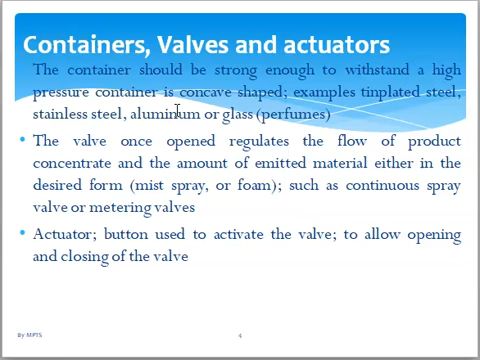 Containers, Valves and actuators
The container should be strong enough to withstand a high
pressure container is concave shaped; examples tinplated steel,
stainless steel, aluminum or glass (perfumes)
• The valve once opened regulates the flow of product
concentrate and the amount of emitted material either in the
desired form (mist spray, or foam); such as continuous spray
valve or metering valves
• Actuator; button used to activate the valve; to allow opening
and closing of the valve
By MPTS
4